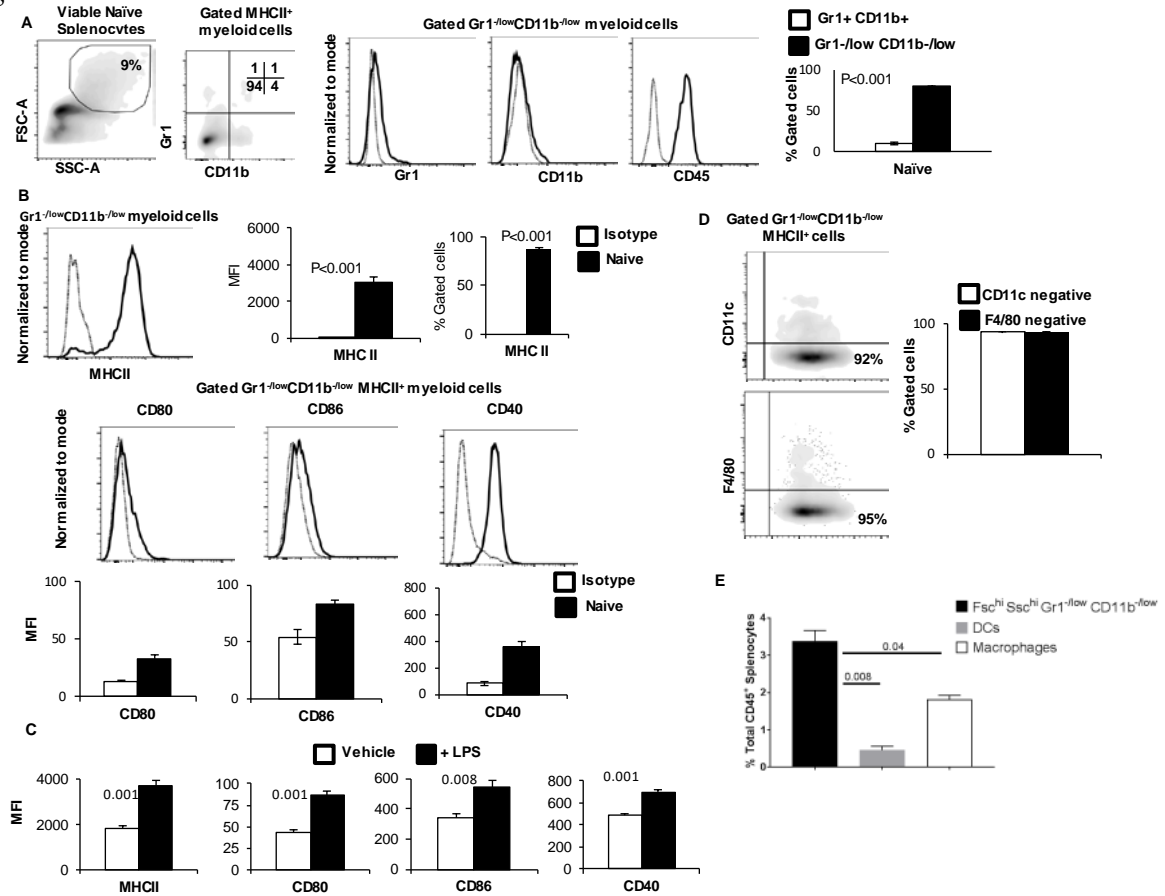 A
Viable Naïve
Splenocytes
9%
FSC-A
SSC-A
Gated MHCII+
myeloid cells
1 1
94 4
Gr1
CD11b
Gated Gr1-/lowCD11b-/low myeloid cells
Normalized to mode
Gr1
CD11b
CD45
Gr1+ CD11b+
Gr1-/low CD11b-/low
100
50
0
P<0.001
% Gated cells
Naïve
B
Gr1-/lowCD11b-/low myeloid cells
Normalized to mode
MHCII
6000
4000
2000
0
MFI
P<0.001
MHC II
100
50
0
% Gated cells
P<0.001
MHC II
Isotype
Naive
Gated Gr1-/lowCD11b-/low MHCII+ myeloid cells
CD80
CD86
CD40
Normalized to mode
Isotype
Naive
MFI
100
50
0
CD80
100
50
0
CD86
800
600
400
200
0
CD40
C
Vehicle
+ LPS
MFI
4000
2000
0
0.001
MHCII
100
75
50
25
0
0.001
CD80
600
400
200
0
0.008
CD86
800
600
400
200
0
0.001
CD40
D
Gated Gr1-/lowCD11b-/low
MHCII+ cells
CD11c
92%
F4/80
95%
CD11c negative
F4/80 negative
100
50
0
% Gated cells
E
Fschi Sschi Gr1-/low CD11b-/low
DCs
Macrophages
% Total CD45+ Splenocytes
4
3
2
1
0
0.04
0.008